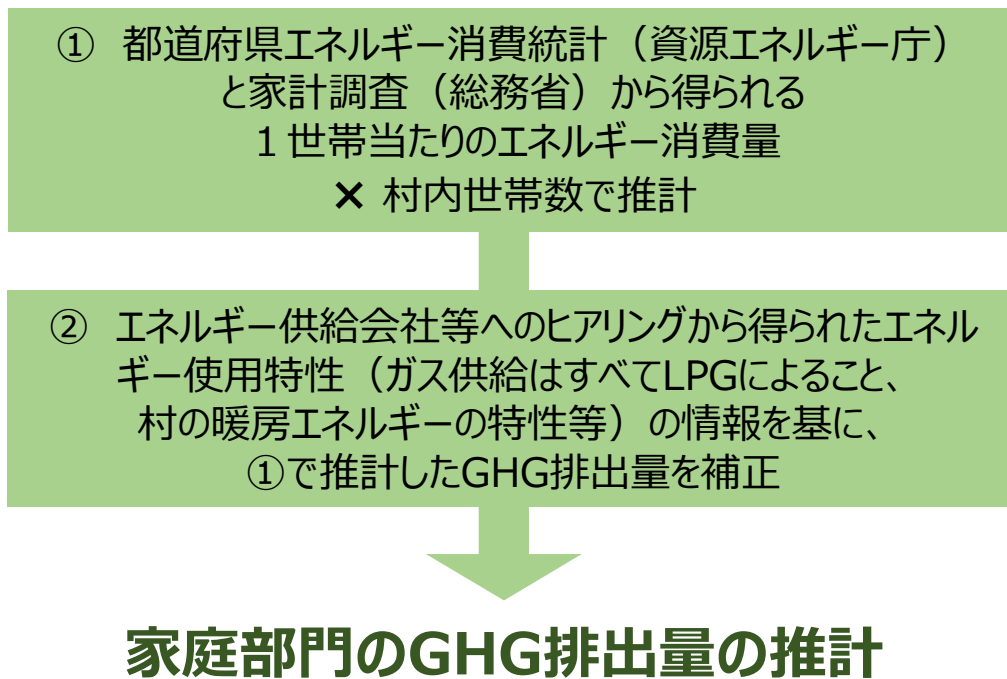 ① 都道府県エネルギー消費統計（資源エネルギー庁）
と家計調査（総務省）から得られる
１世帯当たりのエネルギー消費量
× 村内世帯数で推計
② エネルギー供給会社等へのヒアリングから得られたエネル
ギー使用特性（ガス供給はすべてLPGによること、
村の暖房エネルギーの特性等）の情報を基に、
①で推計したGHG排出量を補正
家庭部門のGHG排出量の推計